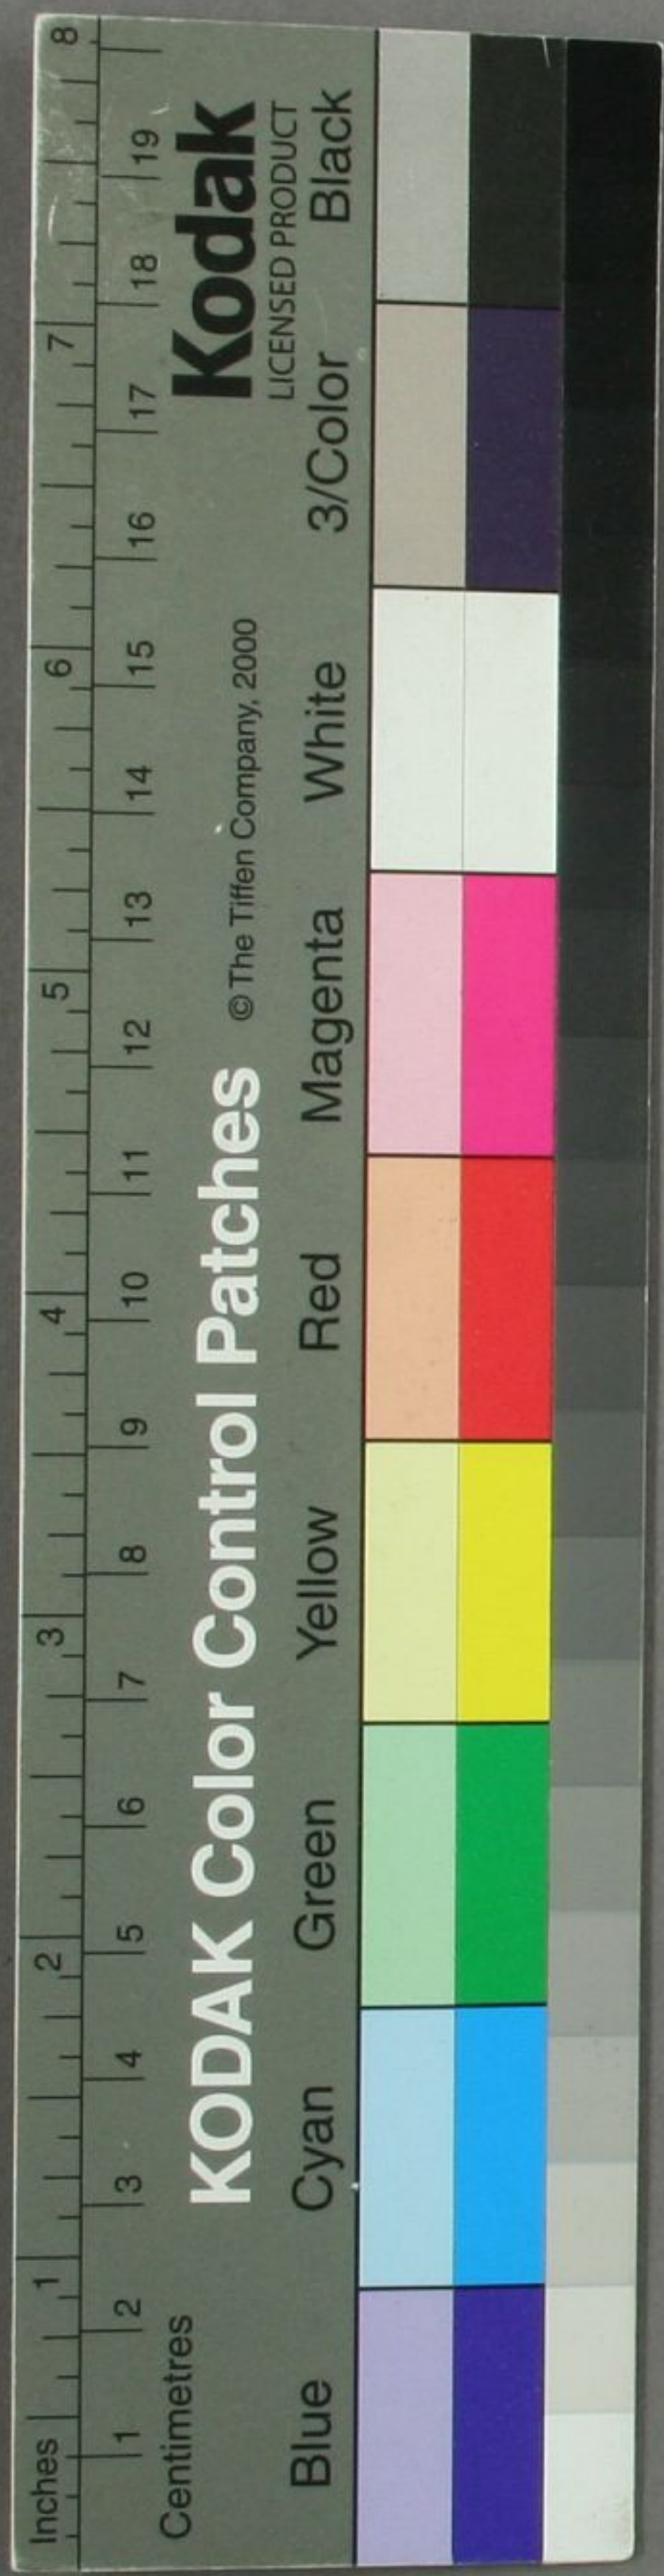 Inches 1 2 3 4 5 6 7 8
1 2 3 4 5 6 7 8 9 10 11 12 13 14 15 16 17 18 19
Centimetres
KODAK Color Control Patches © The Tiffen Company, 2000 Kodak
LICENSED PRODUCT
Blue Cyan Green Yellow Red Magenta White 3/Color Black